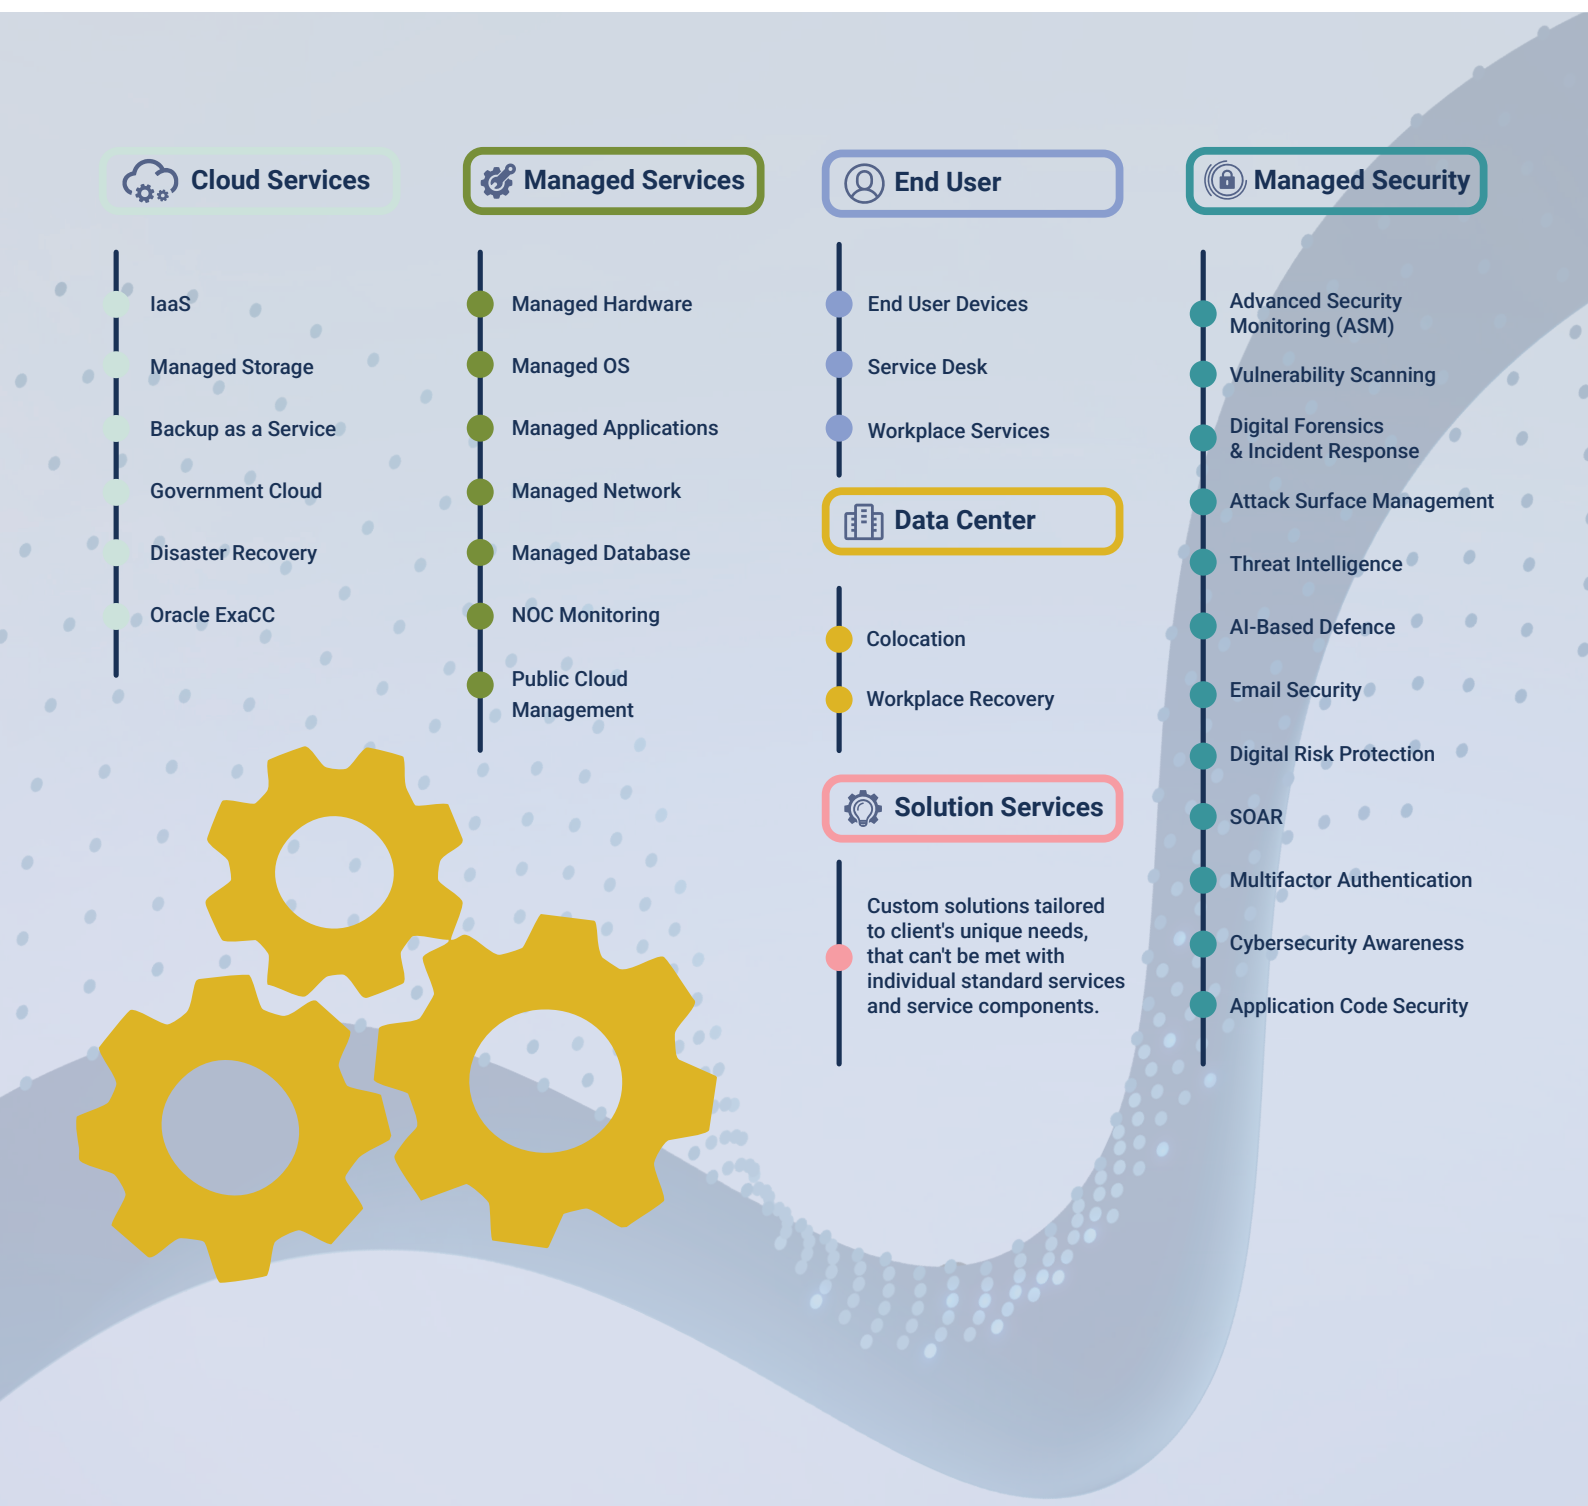 Cloud Services
IaaS
Managed Storage
Backup as a Service
Government Cloud
Disaster Recovery
Oracle ExaCC
Managed Services
Managed Hardware
Managed OS
Managed Applications
Managed Network
Managed Database
NOC Monitoring
Public Cloud
Management
End User
End User Devices
Service Desk
Workplace Services
Data Center
Colocation
Workplace Recovery
Solution Services
Custom solutions tailored
to client's unique needs,
that can't be met with
individual standard services
and service components.
Managed Security
Advanced Security
Monitoring (ASM)
Vulnerability Scanning
Digital Forensics
& Incident Response
Attack Surface Management
Threat Intelligence
AI-Based Defence
Email Security
Digital Risk Protection
SOAR
Multifactor Authentication
Cybersecurity Awareness
Application Code Security